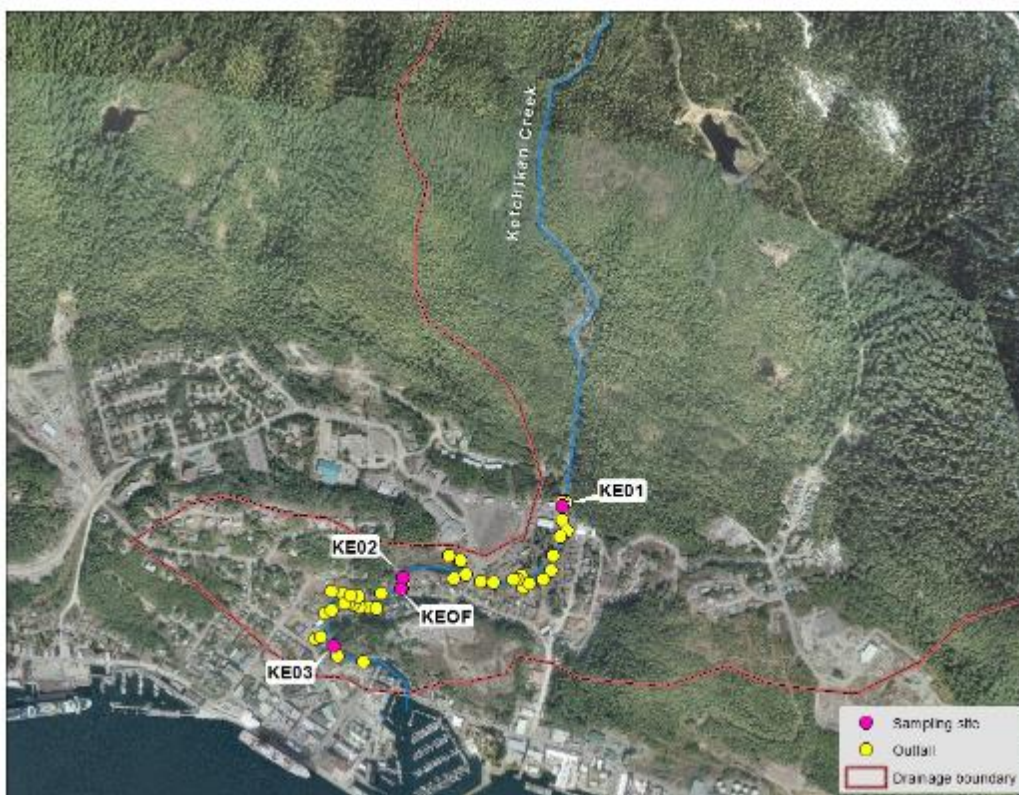 Ketchikan Creek
KE01
KE02
KEOF
KE03
Sampling site
Outfall
Drainage boundary